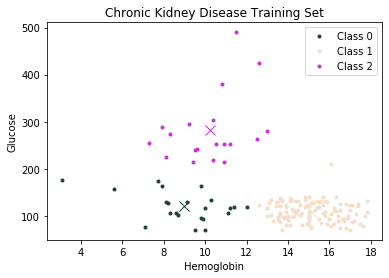 Chronic Kidney Disease Training Set
500
400
300
200
100
Glucose
4
6
8
10
12
14
16
18
Hemoglobin
Class 0
Class 1
Class 2